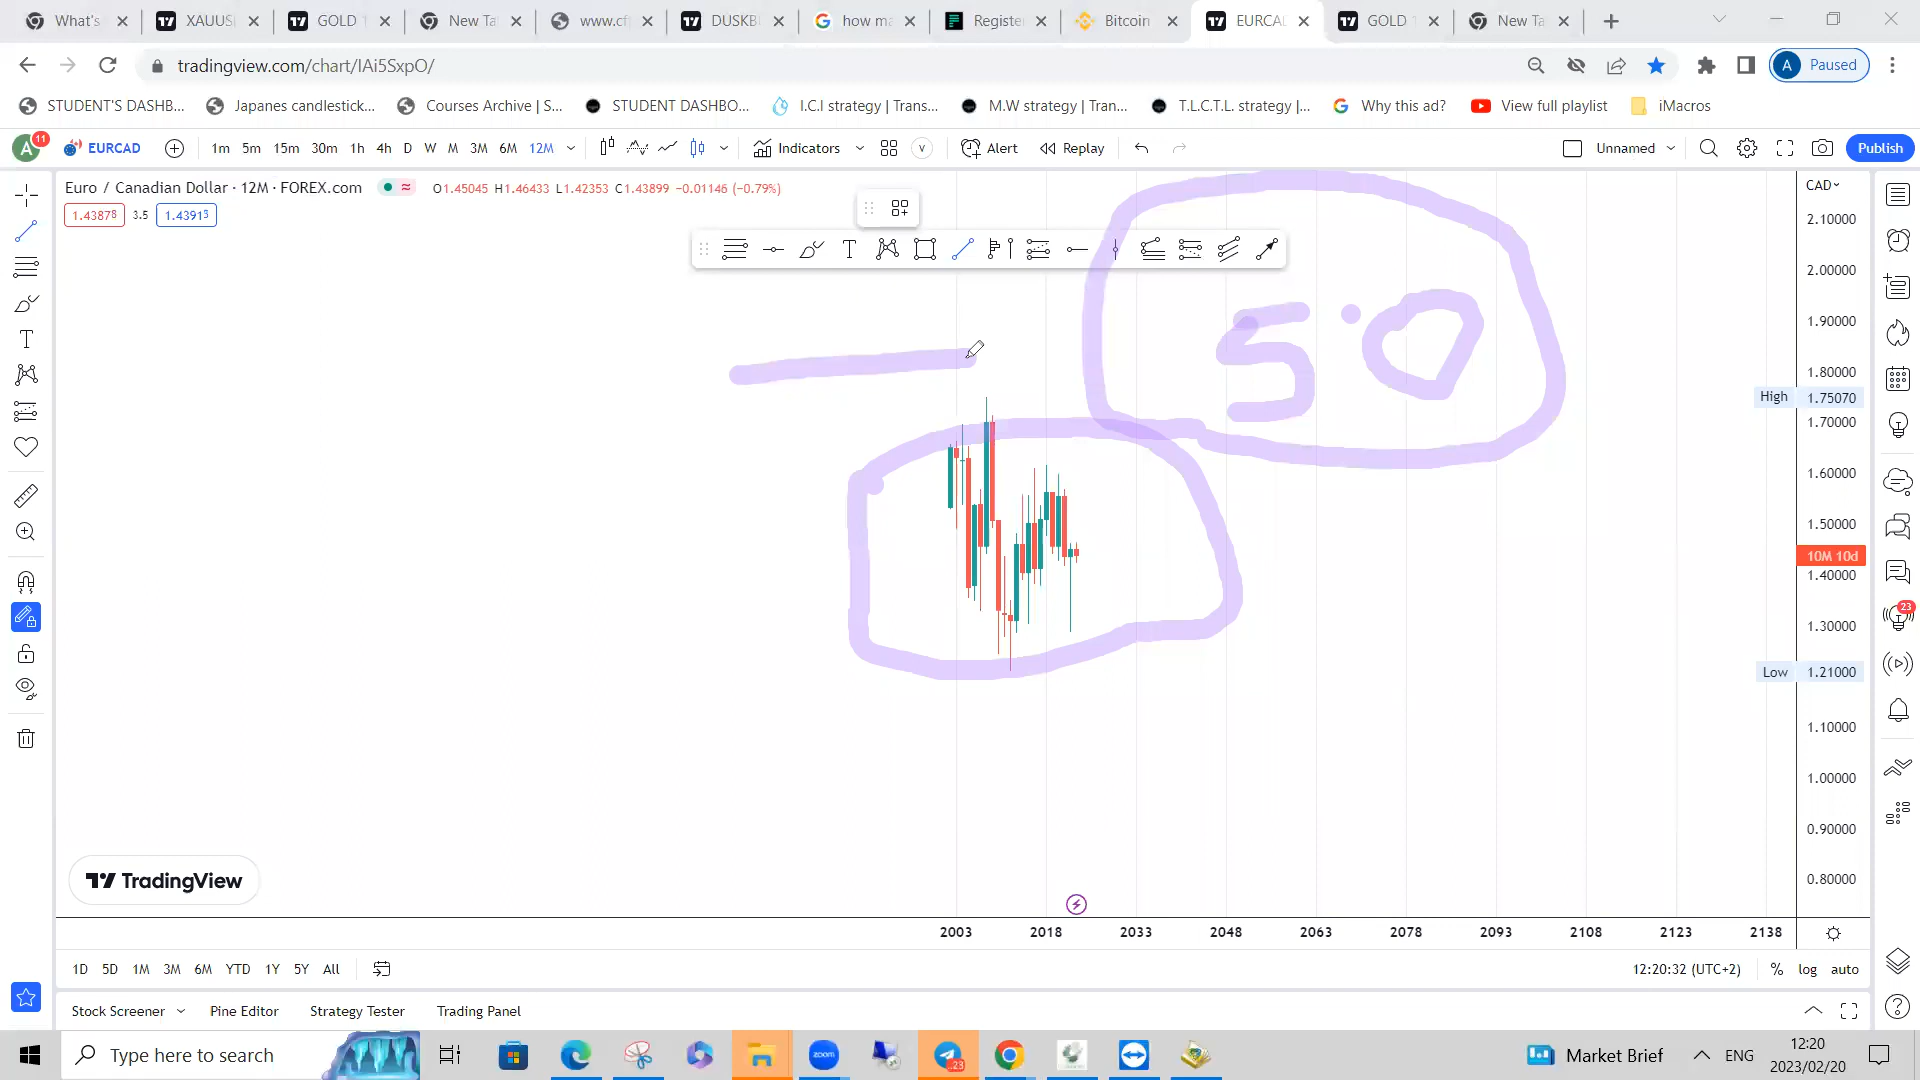 What's XAUUS GOLD 1 New Ta www.cf DUSKB how ma Registe Bitcoin EURCA GOLD 1 New Ta
tradingview.com/chart/IAi5SxpO/ A Paused
STUDENT'S DASHB... Japanes candlestick... Courses Archive | S... STUDENT DASHBO... I.C.I strategy | Trans... M.W strategy | Tran... T.L.C.T.L. strategy |... Why this ad? View full playlist iMacros
A 11 EURCAD 1m 5m 15m 30m 1h 4h D W M 3M 6M 12M Indicators Alert Replay Unnamed Publish
Euro / Canadian Dollar · 12M · FOREX.com O1.45045 H1.46433 L1.42353 C1.43899 −0.01146 (−0.79%) CAD
1.43878 3.5 1.43913
2.10000
2.00000
1.90000
5.0
1.80000
High 1.75070
1.70000
1.60000
1.50000
10M 10d
1.40000
23
1.30000
Low 1.21000
1.10000
1.00000
0.90000
TradingView
0.80000
2003 2018 2033 2048 2063 2078 2093 2108 2123 2138
1D 5D 1M 3M 6M YTD 1Y 5Y All 12:20:32 (UTC+2) % log auto
Stock Screener Pine Editor Strategy Tester Trading Panel
Type here to search zoom 23 Market Brief ENG 12:20
2023/02/20